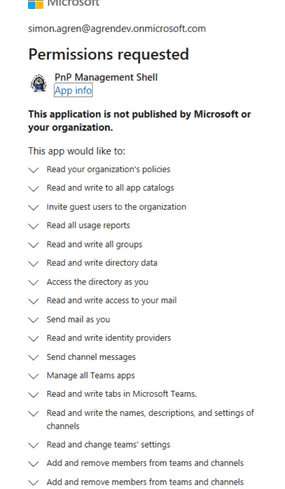 Microsoft
simon.agren@agrendev.onmicrosoft.com
Permissions requested
PnP Management Shell
App info
This application is not published by Microsoft or
your organization.
This app would like to:
Read your organization's policies
Read and write to all app catalogs
Invite guest users to the organization
Read all usage reports
Read and write all groups
Read and write directory data
Access the directory as you
Read and write access to your mail
Send mail as you
Read and write identity providers
Send channel messages
Manage all Teams apps
Read and write tabs in Microsoft Teams.
Read and write the names, descriptions, and settings of
channels
Read and change teams' settings
Add and remove members from teams and channels
Add and remove members from teams and channels